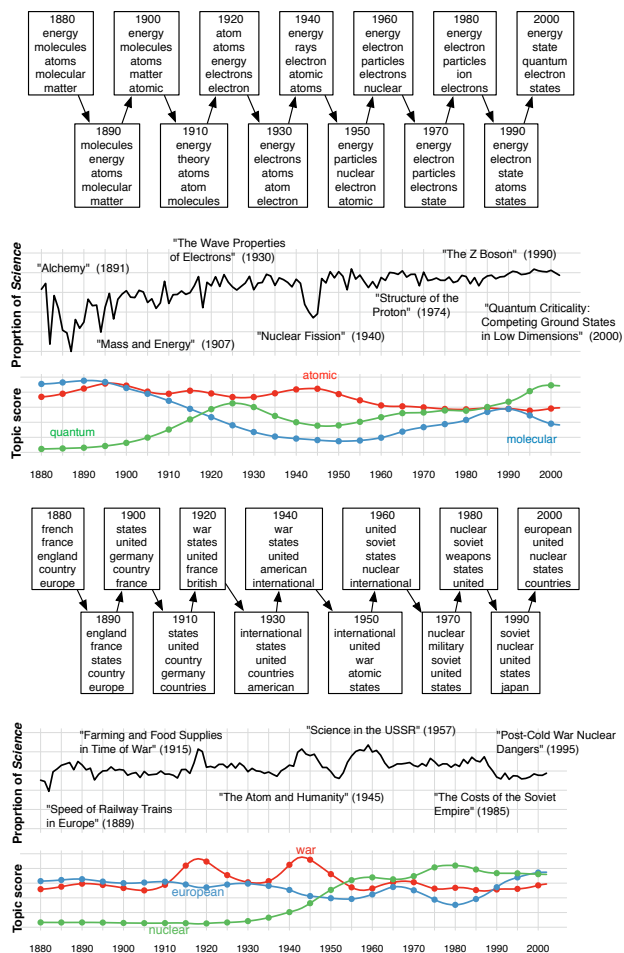 1880
energy
molecules
atoms
molecular
matter
1900
energy
molecules
atoms
matter
atomic
1920
atom
atoms
energy
electrons
electron
1940
energy
rays
electron
atomic
atoms
1960
energy
electron
particles
electrons
nuclear
1980
energy
electron
particles
ion
electrons
2000
energy
state
quantum
electron
states
1890
molecules
energy
atoms
molecular
matter
1910
energy
theory
atoms
atom
molecules
1930
energy
electrons
atoms
atom
electron
1950
energy
particles
nuclear
electron
atomic
1970
energy
electron
particles
electrons
state
1990
energy
electron
state
atoms
states
Proprtion of Science
"Alchemy" (1891)
"Mass and Energy" (1907)
"The Wave Properties
of Electrons" (1930)
"Nuclear Fission" (1940)
"Structure of the
Proton" (1974)
"The Z Boson" (1990)
"Quantum Criticality:
Competing Ground States
in Low Dimensions" (2000)
Topic score
atomic
quantum
molecular
1880 1890 1900 1910 1920 1930 1940 1950 1960 1970 1980 1990 2000
1880
french
france
england
country
europe
1900
states
united
germany
country
france
1920
war
states
united
france
british
1940
war
states
united
american
international
1960
united
soviet
states
nuclear
international
1980
nuclear
soviet
weapons
states
united
2000
european
united
nuclear
states
countries
1890
england
france
states
country
europe
1910
states
united
country
germany
countries
1930
international
states
united
countries
american
1950
international
united
war
atomic
states
1970
nuclear
military
soviet
united
states
1990
soviet
nuclear
united
states
japan
Proprtion of Science
"Speed of Railway Trains
in Europe" (1889)
"Farming and Food Supplies
in Time of War" (1915)
"The Atom and Humanity" (1945)
"Science in the USSR" (1957)
"The Costs of the Soviet
Empire" (1985)
"Post-Cold War Nuclear
Dangers" (1995)
Topic score
war
european
nuclear
1880 1890 1900 1910 1920 1930 1940 1950 1960 1970 1980 1990 2000